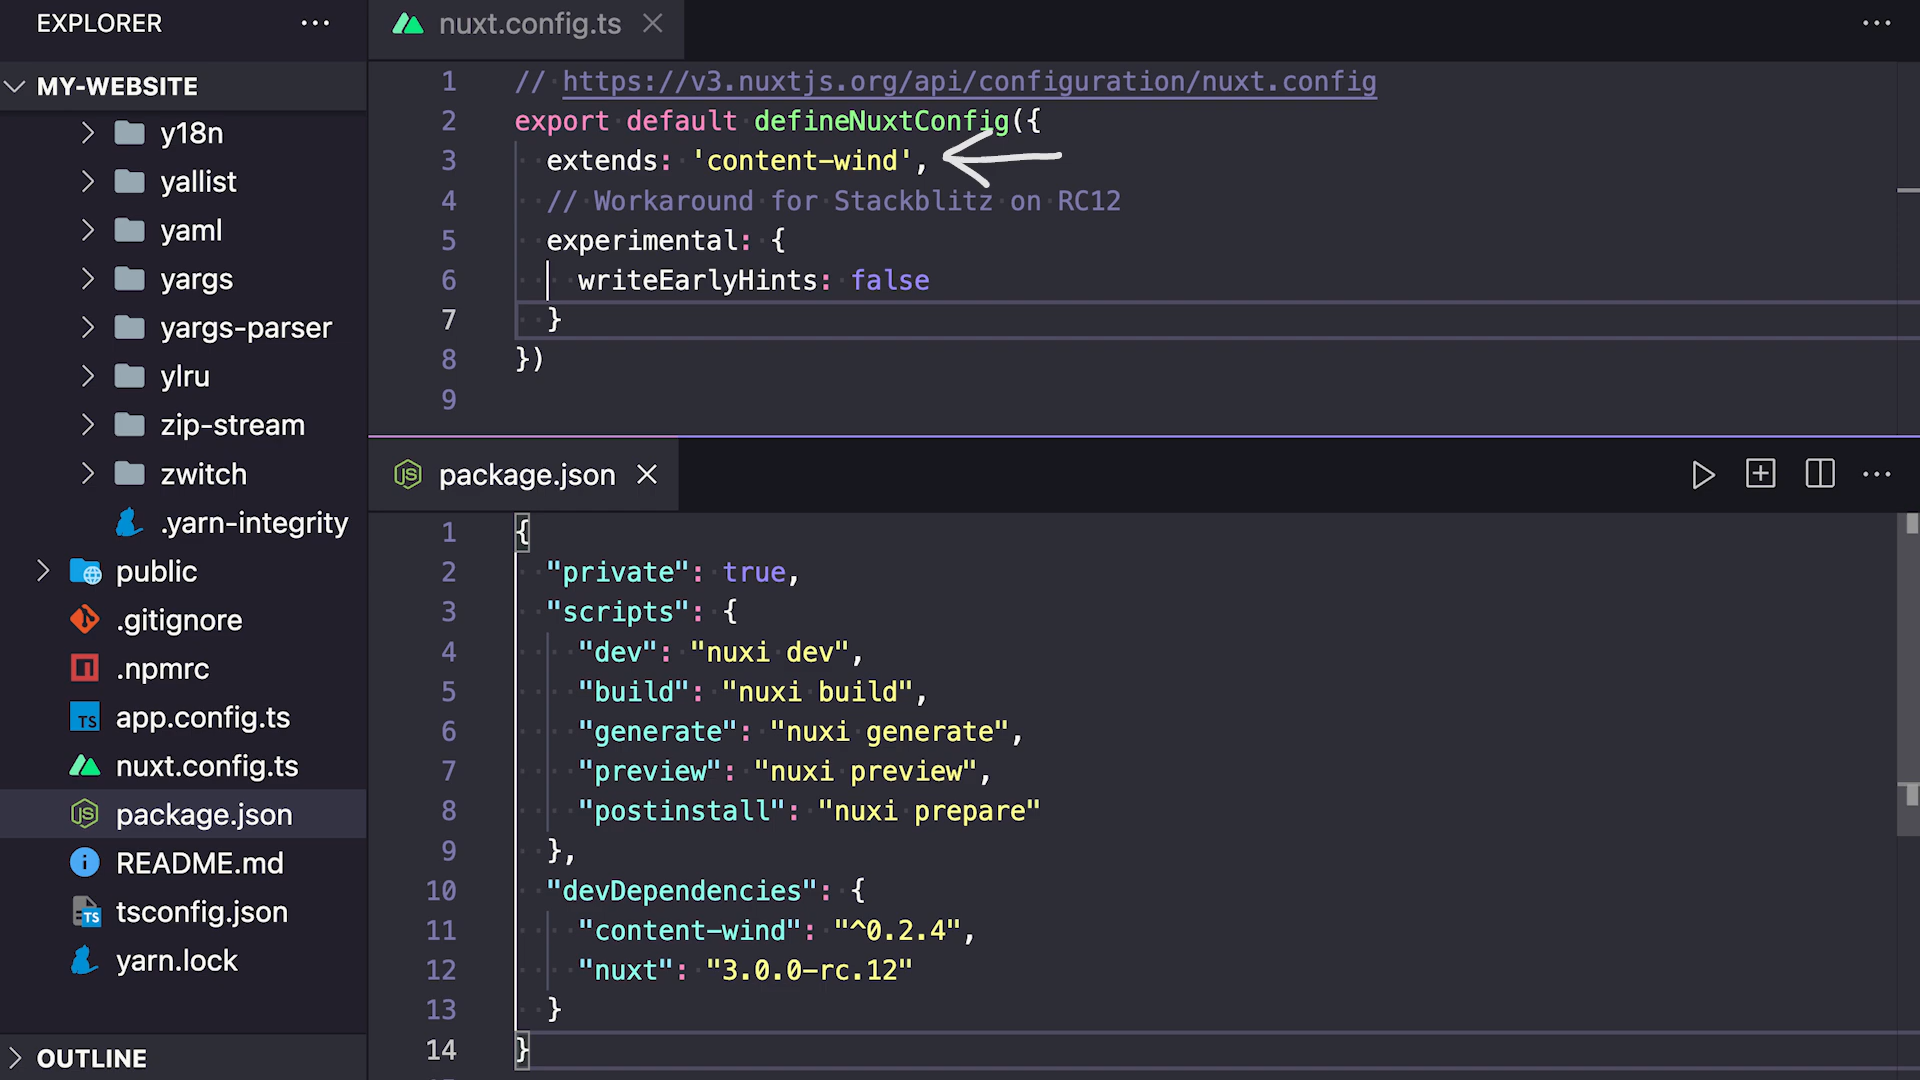 EXPLORER
MY-WEBSITE
y18n
yallist
yaml
yargs
yargs-parser
ylru
zip-stream
zwitch
.yarn-integrity
public
.gitignore
.npmrc
TS app.config.ts
nuxt.config.ts
JS package.json
i README.md
TS tsconfig.json
yarn.lock
OUTLINE
nuxt.config.ts
1 // https://v3.nuxtjs.org/api/configuration/nuxt.config
2 export default defineNuxtConfig({
3   extends: 'content-wind',
4   // Workaround for Stackblitz on RC12
5   experimental: {
6     writeEarlyHints: false
7   }
8 })
9
JS package.json
1 {
2   "private": true,
3   "scripts": {
4     "dev": "nuxi dev",
5     "build": "nuxi build",
6     "generate": "nuxi generate",
7     "preview": "nuxi preview",
8     "postinstall": "nuxi prepare"
9   },
10   "devDependencies": {
11     "content-wind": "^0.2.4",
12     "nuxt": "3.0.0-rc.12"
13   }
14 }